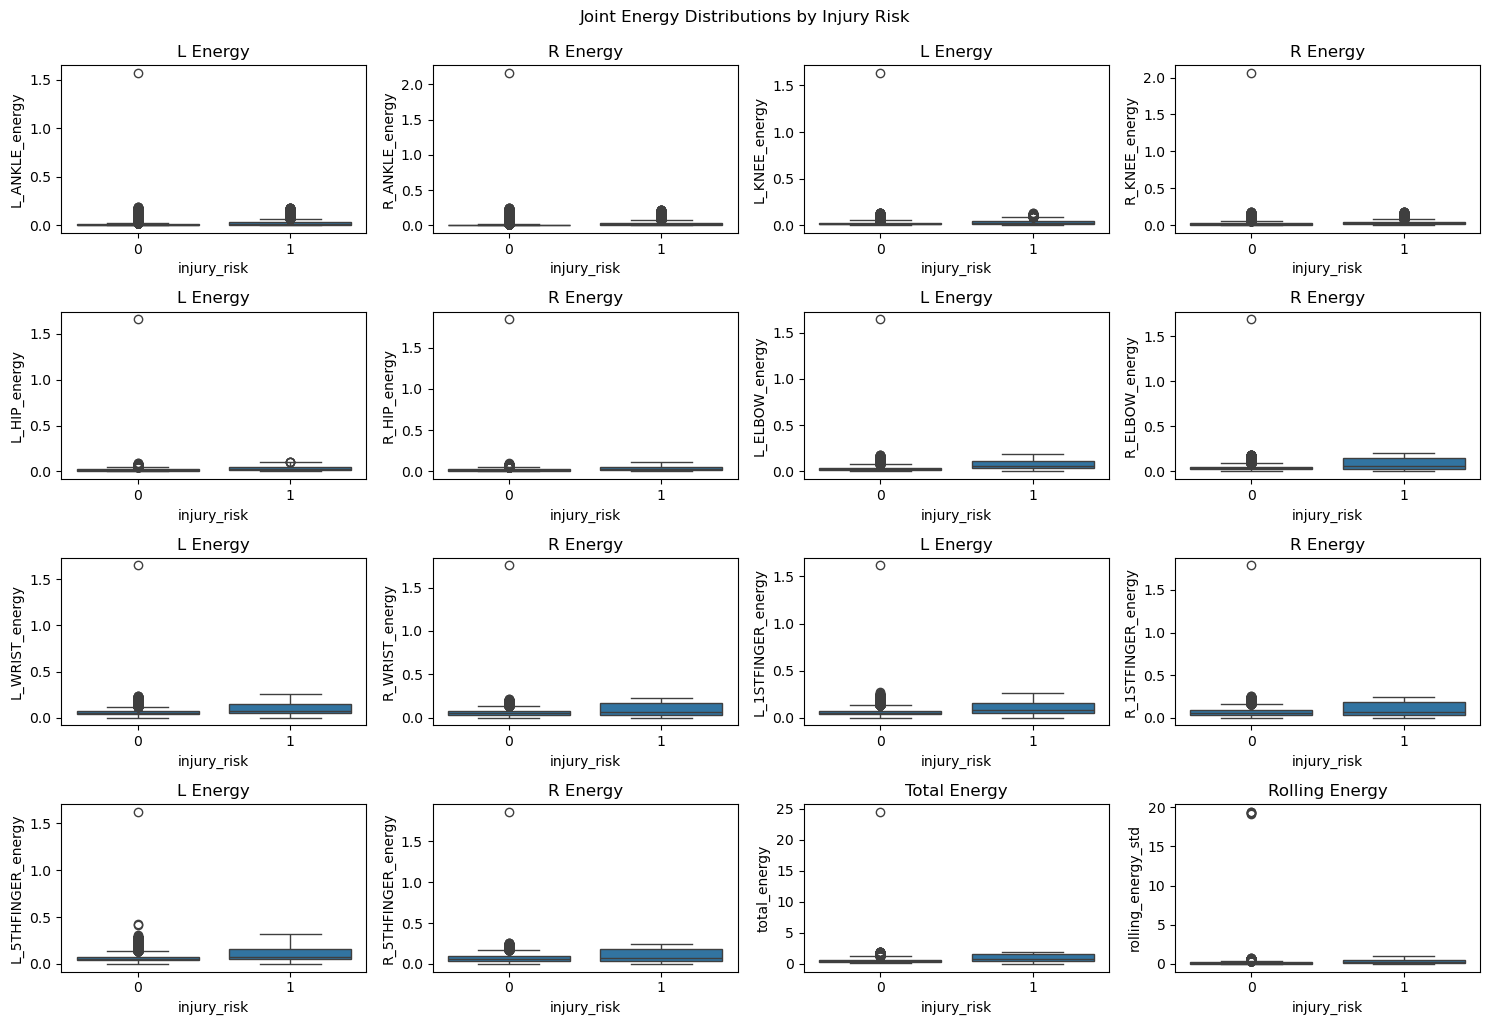 Joint Energy Distributions by Injury Risk
L Energy
L_ANKLE_energy
1.5
1.0
0.5
0.0
0 1
injury_risk
R Energy
R_ANKLE_energy
2.0
1.5
1.0
0.5
0.0
0 1
injury_risk
L Energy
L_KNEE_energy
1.5
1.0
0.5
0.0
0 1
injury_risk
R Energy
R_KNEE_energy
2.0
1.5
1.0
0.5
0.0
0 1
injury_risk
L Energy
L_HIP_energy
1.5
1.0
0.5
0.0
0 1
injury_risk
R Energy
R_HIP_energy
1.5
1.0
0.5
0.0
0 1
injury_risk
L Energy
L_ELBOW_energy
1.5
1.0
0.5
0.0
0 1
injury_risk
R Energy
R_ELBOW_energy
1.5
1.0
0.5
0.0
0 1
injury_risk
L Energy
L_WRIST_energy
1.5
1.0
0.5
0.0
0 1
injury_risk
R Energy
R_WRIST_energy
1.5
1.0
0.5
0.0
0 1
injury_risk
L Energy
L_1STFINGER_energy
1.5
1.0
0.5
0.0
0 1
injury_risk
R Energy
R_1STFINGER_energy
1.5
1.0
0.5
0.0
0 1
injury_risk
L Energy
L_5THFINGER_energy
1.5
1.0
0.5
0.0
0 1
injury_risk
R Energy
R_5THFINGER_energy
1.5
1.0
0.5
0.0
0 1
injury_risk
Total Energy
total_energy
25
20
15
10
5
0
0 1
injury_risk
Rolling Energy
rolling_energy_std
20
15
10
5
0
0 1
injury_risk